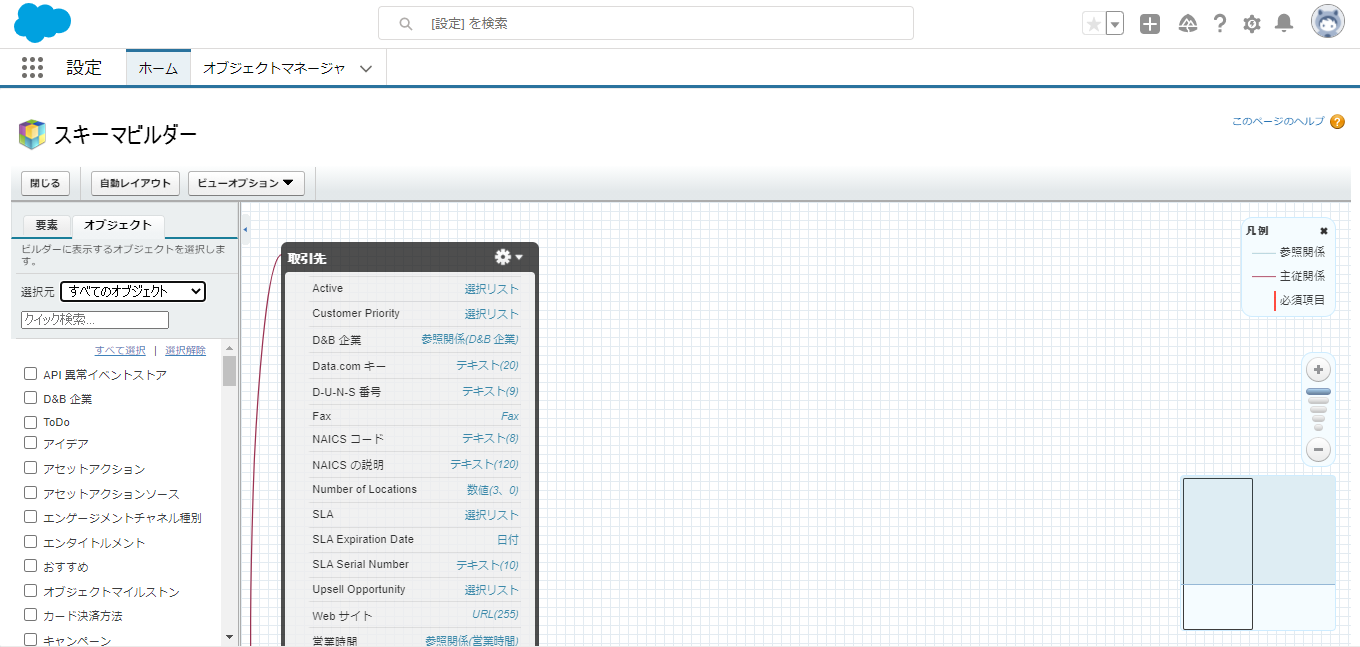 [設定] を検索
設定
ホーム
オブジェクトマネージャ
スキーマビルダー
このページのヘルプ ?
閉じる
自動レイアウト
ビューオプション
要素
オブジェクト
ビルダーに表示するオブジェクトを選択しま
す。
選択元 すべてのオブジェクト
クイック検索...
すべて選択 | 選択解除
API 異常イベントストア
D&B 企業
ToDo
アイデア
アセットアクション
アセットアクションソース
エンゲージメントチャネル種別
エンタイトルメント
おすすめ
オブジェクトマイルストン
カード決済方法
キャンペーン
取引先
Active 選択リスト
Customer Priority 選択リスト
D&B 企業 参照関係(D&B 企業)
Data.com キー テキスト(20)
D-U-N-S 番号 テキスト(9)
Fax Fax
NAICS コード テキスト(8)
NAICS の説明 テキスト(120)
Number of Locations 数値(3、0)
SLA 選択リスト
SLA Expiration Date 日付
SLA Serial Number テキスト(10)
Upsell Opportunity 選択リスト
Web サイト URL(255)
営業時間 参照関係(営業時間)
凡例
参照関係
主従関係
必須項目